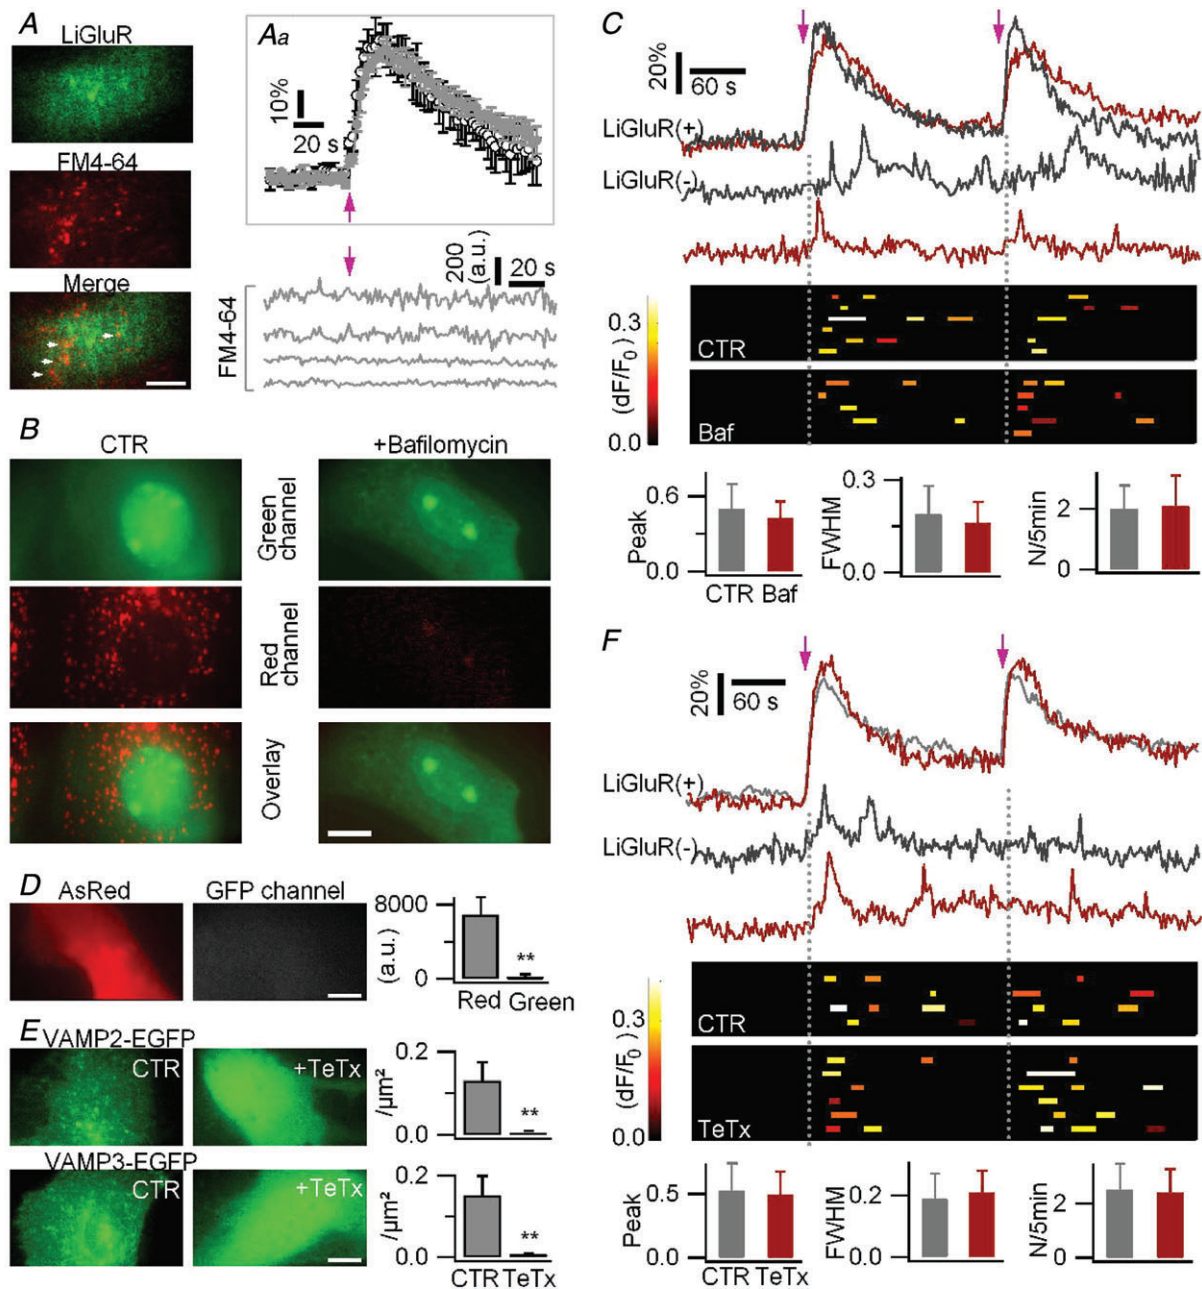 A
LiGluR
FM4-64
Merge
Aa
10%
20 s
200
(a.u.)
20 s
FM4-64
B
CTR
+Bafilomycin
Green
channel
Red
channel
Overlay
C
20%
60 s
LiGluR(+)
LiGluR(-)
0.3
(dF/F0)
0.0
CTR
Baf
0.6
Peak
0.0
CTR Baf
0.3
FWHM
0.0
2
N/5min
0
D
AsRed
GFP channel
8000
(a.u.)
0
**
Red Green
E
VAMP2-EGFP
CTR
+TeTx
0.2
/µm²
0.0
**
VAMP3-EGFP
CTR
+TeTx
0.2
/µm²
0.0
**
CTR TeTx
F
20%
60 s
LiGluR(+)
LiGluR(-)
0.3
(dF/F0)
0.0
CTR
TeTx
0.5
Peak
0.0
CTR TeTx
0.2
FWHM
0.0
2
N/5min
0